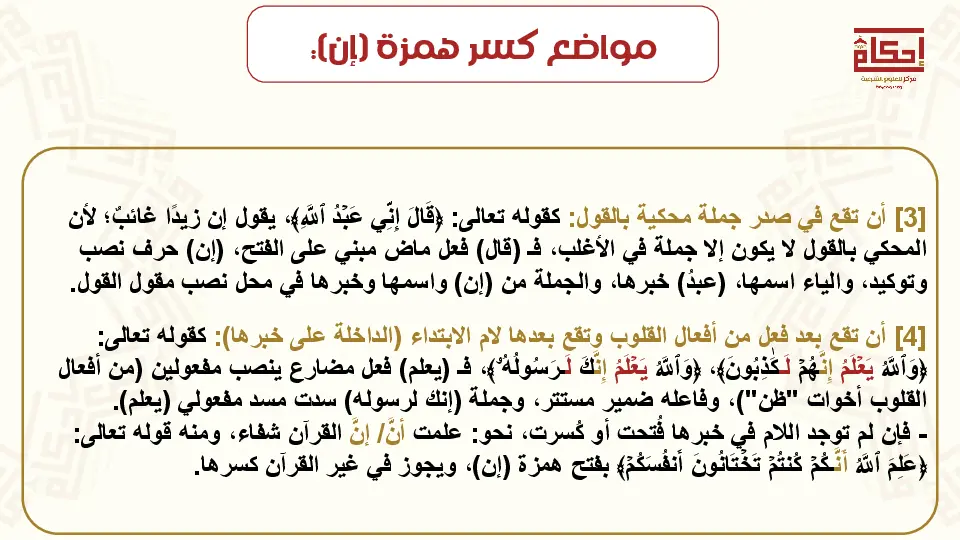 مواضع كسر همزة (إن):
إحكام
مركز للعلوم الشرعية
[3] أن تقع في صدر جملة محكية بالقول: كقوله تعالى: ﴿قَالَ إِنِّي عَبۡدُ ٱللَّهِ﴾، يقول إن زيدًا غائبٌ؛ لأن
المحكي بالقول لا يكون إلا جملة في الأغلب، فـ (قال) فعل ماض مبني على الفتح، (إن) حرف نصب
وتوكيد، والياء اسمها، (عبدُ) خبرها، والجملة من (إن) واسمها وخبرها في محل نصب مقول القول.
[4] أن تقع بعد فعل من أفعال القلوب وتقع بعدها لام الابتداء (الداخلة على خبرها): كقوله تعالى:
﴿وَٱللَّهُ يَعۡلَمُ إِنَّهُمۡ لَكَٰذِبُونَ﴾، ﴿وَٱللَّهُ يَعۡلَمُ إِنَّكَ لَرَسُولُهُۥ﴾، فـ (يعلم) فعل مضارع ينصب مفعولين (من أفعال
القلوب أخوات "ظن")، وفاعله ضمير مستتر، وجملة (إنك لرسوله) سدت مسد مفعولي (يعلم).
- فإن لم توجد اللام في خبرها فُتحت أو كُسرت، نحو: علمت أنَّ/ إنَّ القرآن شفاء، ومنه قوله تعالى:
﴿عَلِمَ ٱللَّهُ أَنَّكُمۡ كُنتُمۡ تَخۡتَانُونَ أَنفُسَكُمۡ﴾ بفتح همزة (إن)، ويجوز في غير القرآن كسرها.